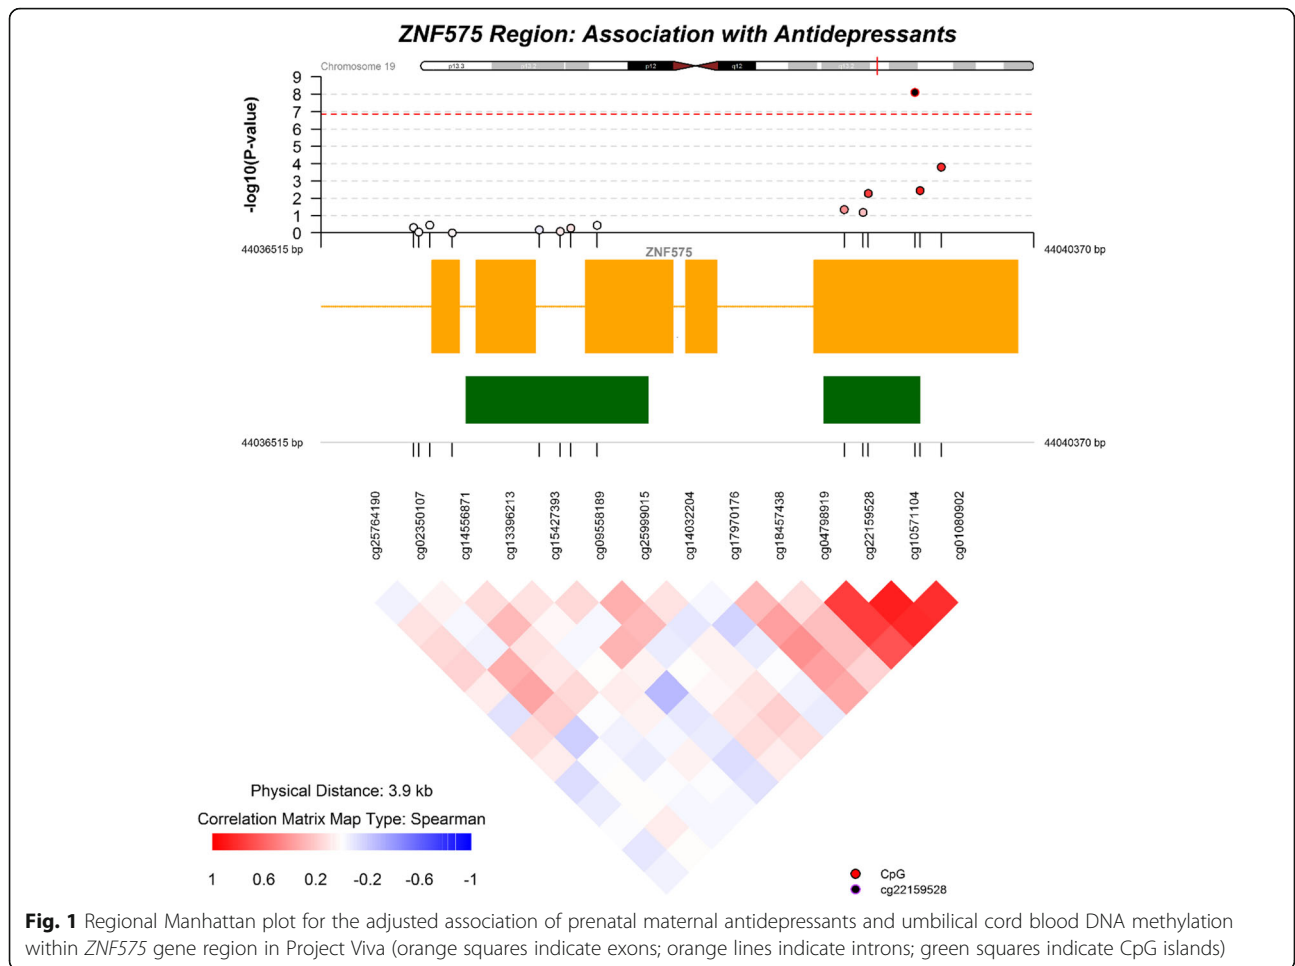 ZNF575 Region: Association with Antidepressants
Chromosome 19
p13.3
p12
q12
-log10(P-value)
9
8
7
6
5
4
3
2
1
0
44036515 bp
44040370 bp
ZNF575
44036515 bp
44040370 bp
cg25764190
cg02350107
cg14556871
cg13396213
cg15427393
cg09558189
cg25999015
cg14032204
cg17970176
cg18457438
cg04798919
cg22159528
cg10571104
cg01080902
Physical Distance: 3.9 kb
Correlation Matrix Map Type: Spearman
1 0.6 0.2 -0.2 -0.6 -1
CpG
cg22159528
Fig. 1 Regional Manhattan plot for the adjusted association of prenatal maternal antidepressants and umbilical cord blood DNA methylation
within ZNF575 gene region in Project Viva (orange squares indicate exons; orange lines indicate introns; green squares indicate CpG islands)